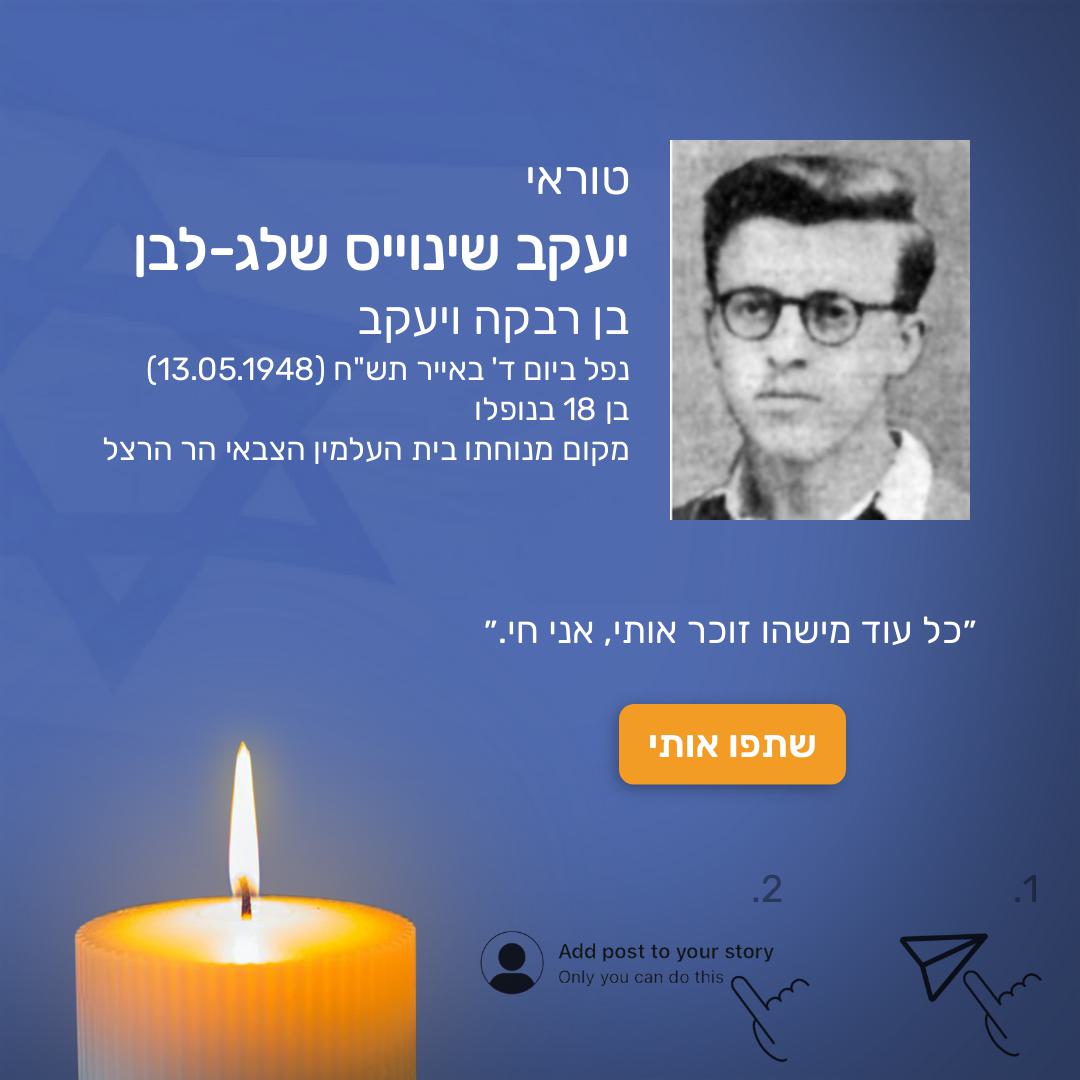 טוראי
יעקב שינוייס שלג-לבן
בן רבקה ויעקב
נפל ביום ד' באייר תש"ח (13.05.1948)
בן 18 בנופלו
מקום מנוחתו בית העלמין הצבאי הר הרצל
״כל עוד מישהו זוכר אותי, אני חי.״
שתפו אותי
1.
2.
Add post to your story
Only you can do this